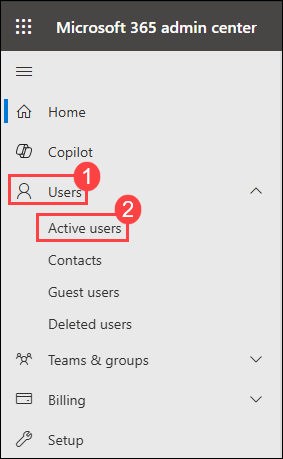 Microsoft 365 admin center
Home
Copilot
1
Users
2
Active users
Contacts
Guest users
Deleted users
Teams & groups
Billing
Setup